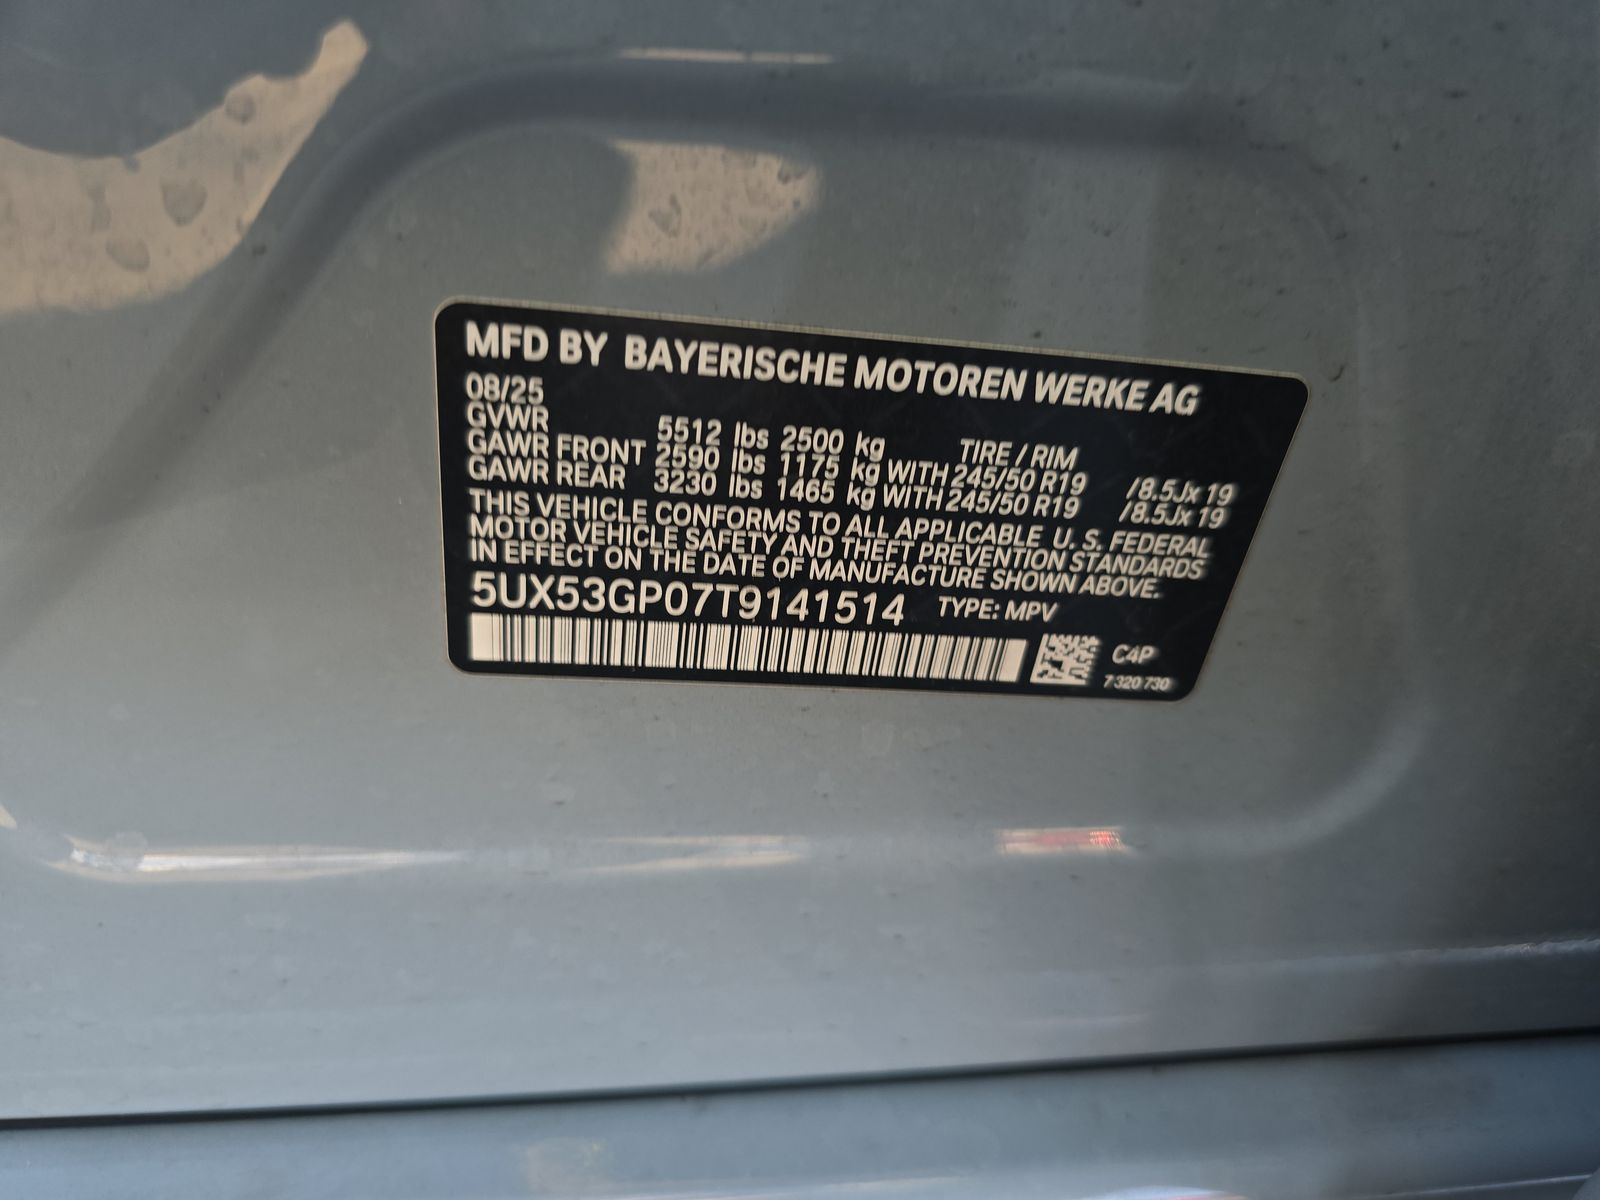 MFD BY BAYERISCHE MOTOREN WERKE AG
08/25
GVWR 5512 lbs 2500 kg TIRE / RIM
GAWR FRONT 2590 lbs 1175 kg WITH 245/50 R19 /8.5Jx 19
GAWR REAR 3230 lbs 1465 kg WITH 245/50 R19 /8.5Jx 19
THIS VEHICLE CONFORMS TO ALL APPLICABLE U. S. FEDERAL
MOTOR VEHICLE SAFETY AND THEFT PREVENTION STANDARDS
IN EFFECT ON THE DATE OF MANUFACTURE SHOWN ABOVE.
5UX53GP07T9141514 TYPE: MPV
C4P
7 320 730